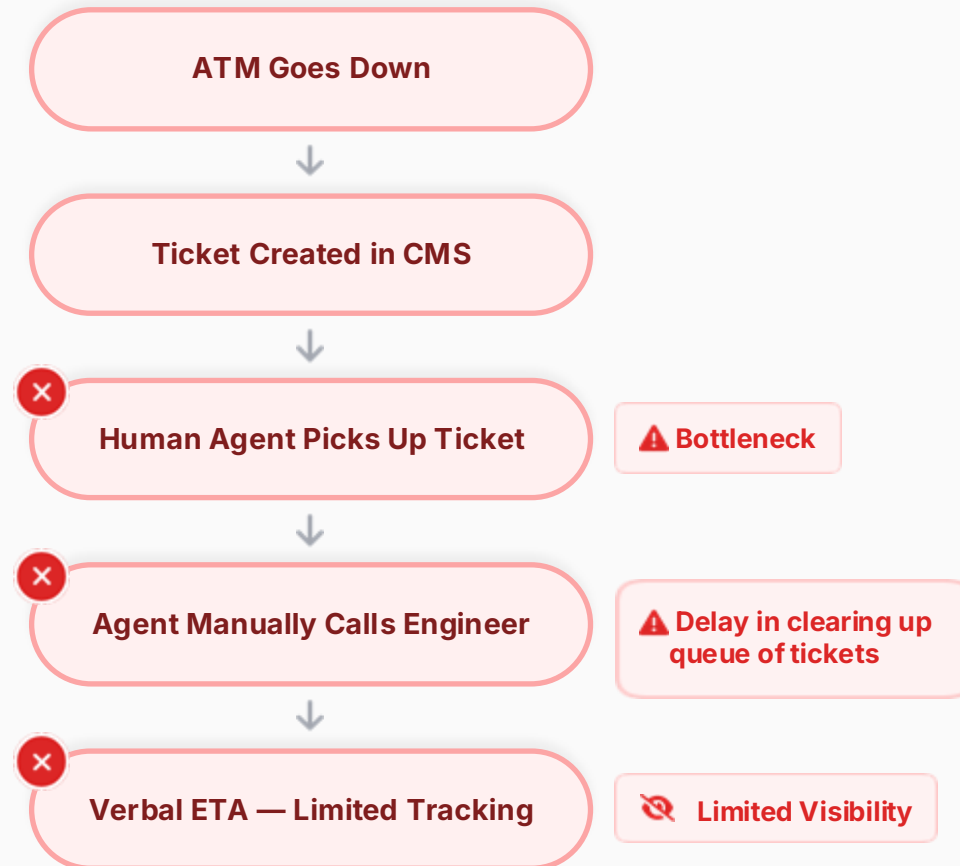 ATM Goes Down
Ticket Created in CMS
Human Agent Picks Up Ticket
Bottleneck
Agent Manually Calls Engineer
Delay in clearing up
queue of tickets
Verbal ETA — Limited Tracking
Limited Visibility